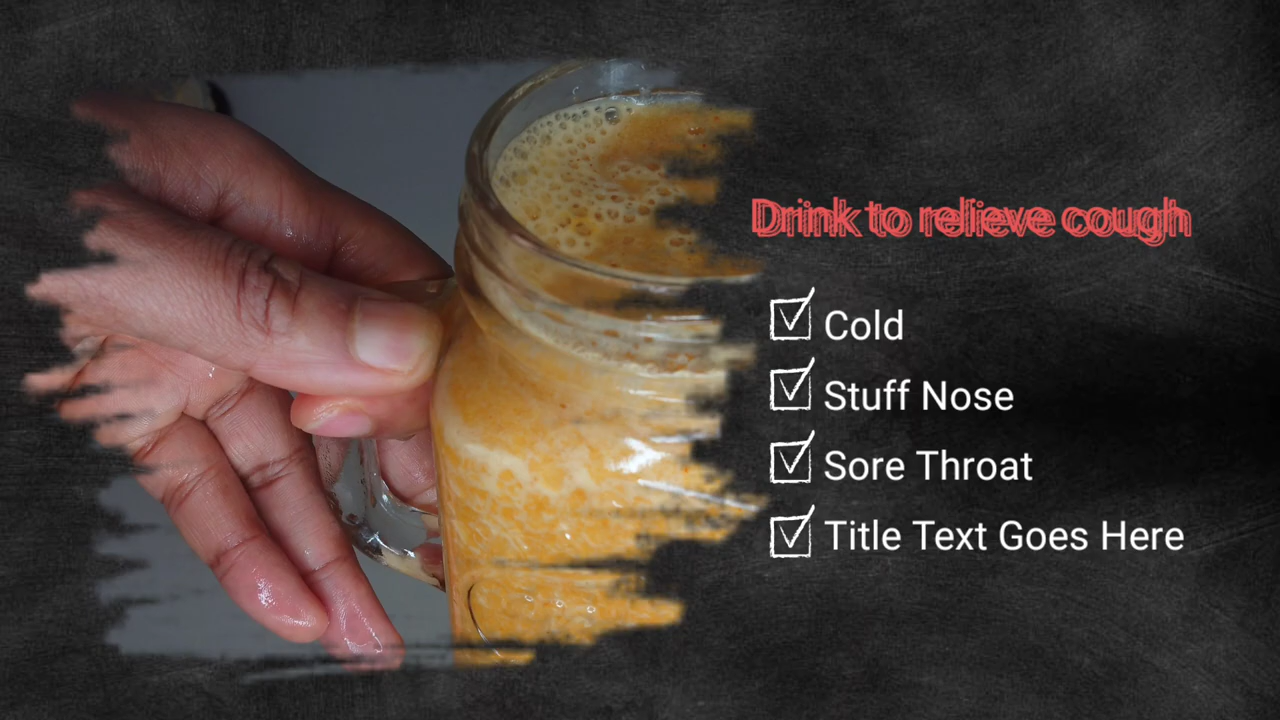 Drink to relieve cough
Cold
Stuff Nose
Sore Throat
Title Text Goes Here